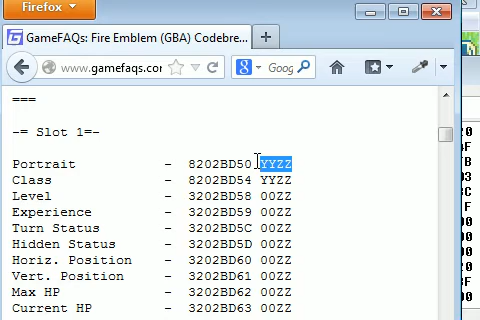 Firefox
GameFAQs: Fire Emblem (GBA) Codebre...
www.gamefaqs.cor
Goog
===
-= Slot 1=-
Portrait - 8202BD50 YYZZ
Class - 8202BD54 YYZZ
Level - 3202BD58 00ZZ
Experience - 3202BD59 00ZZ
Turn Status - 3202BD5C 00ZZ
Hidden Status - 3202BD5D 00ZZ
Horiz. Position - 3202BD60 00ZZ
Vert. Position - 3202BD61 00ZZ
Max HP - 3202BD62 00ZZ
Current HP - 3202BD63 00ZZ